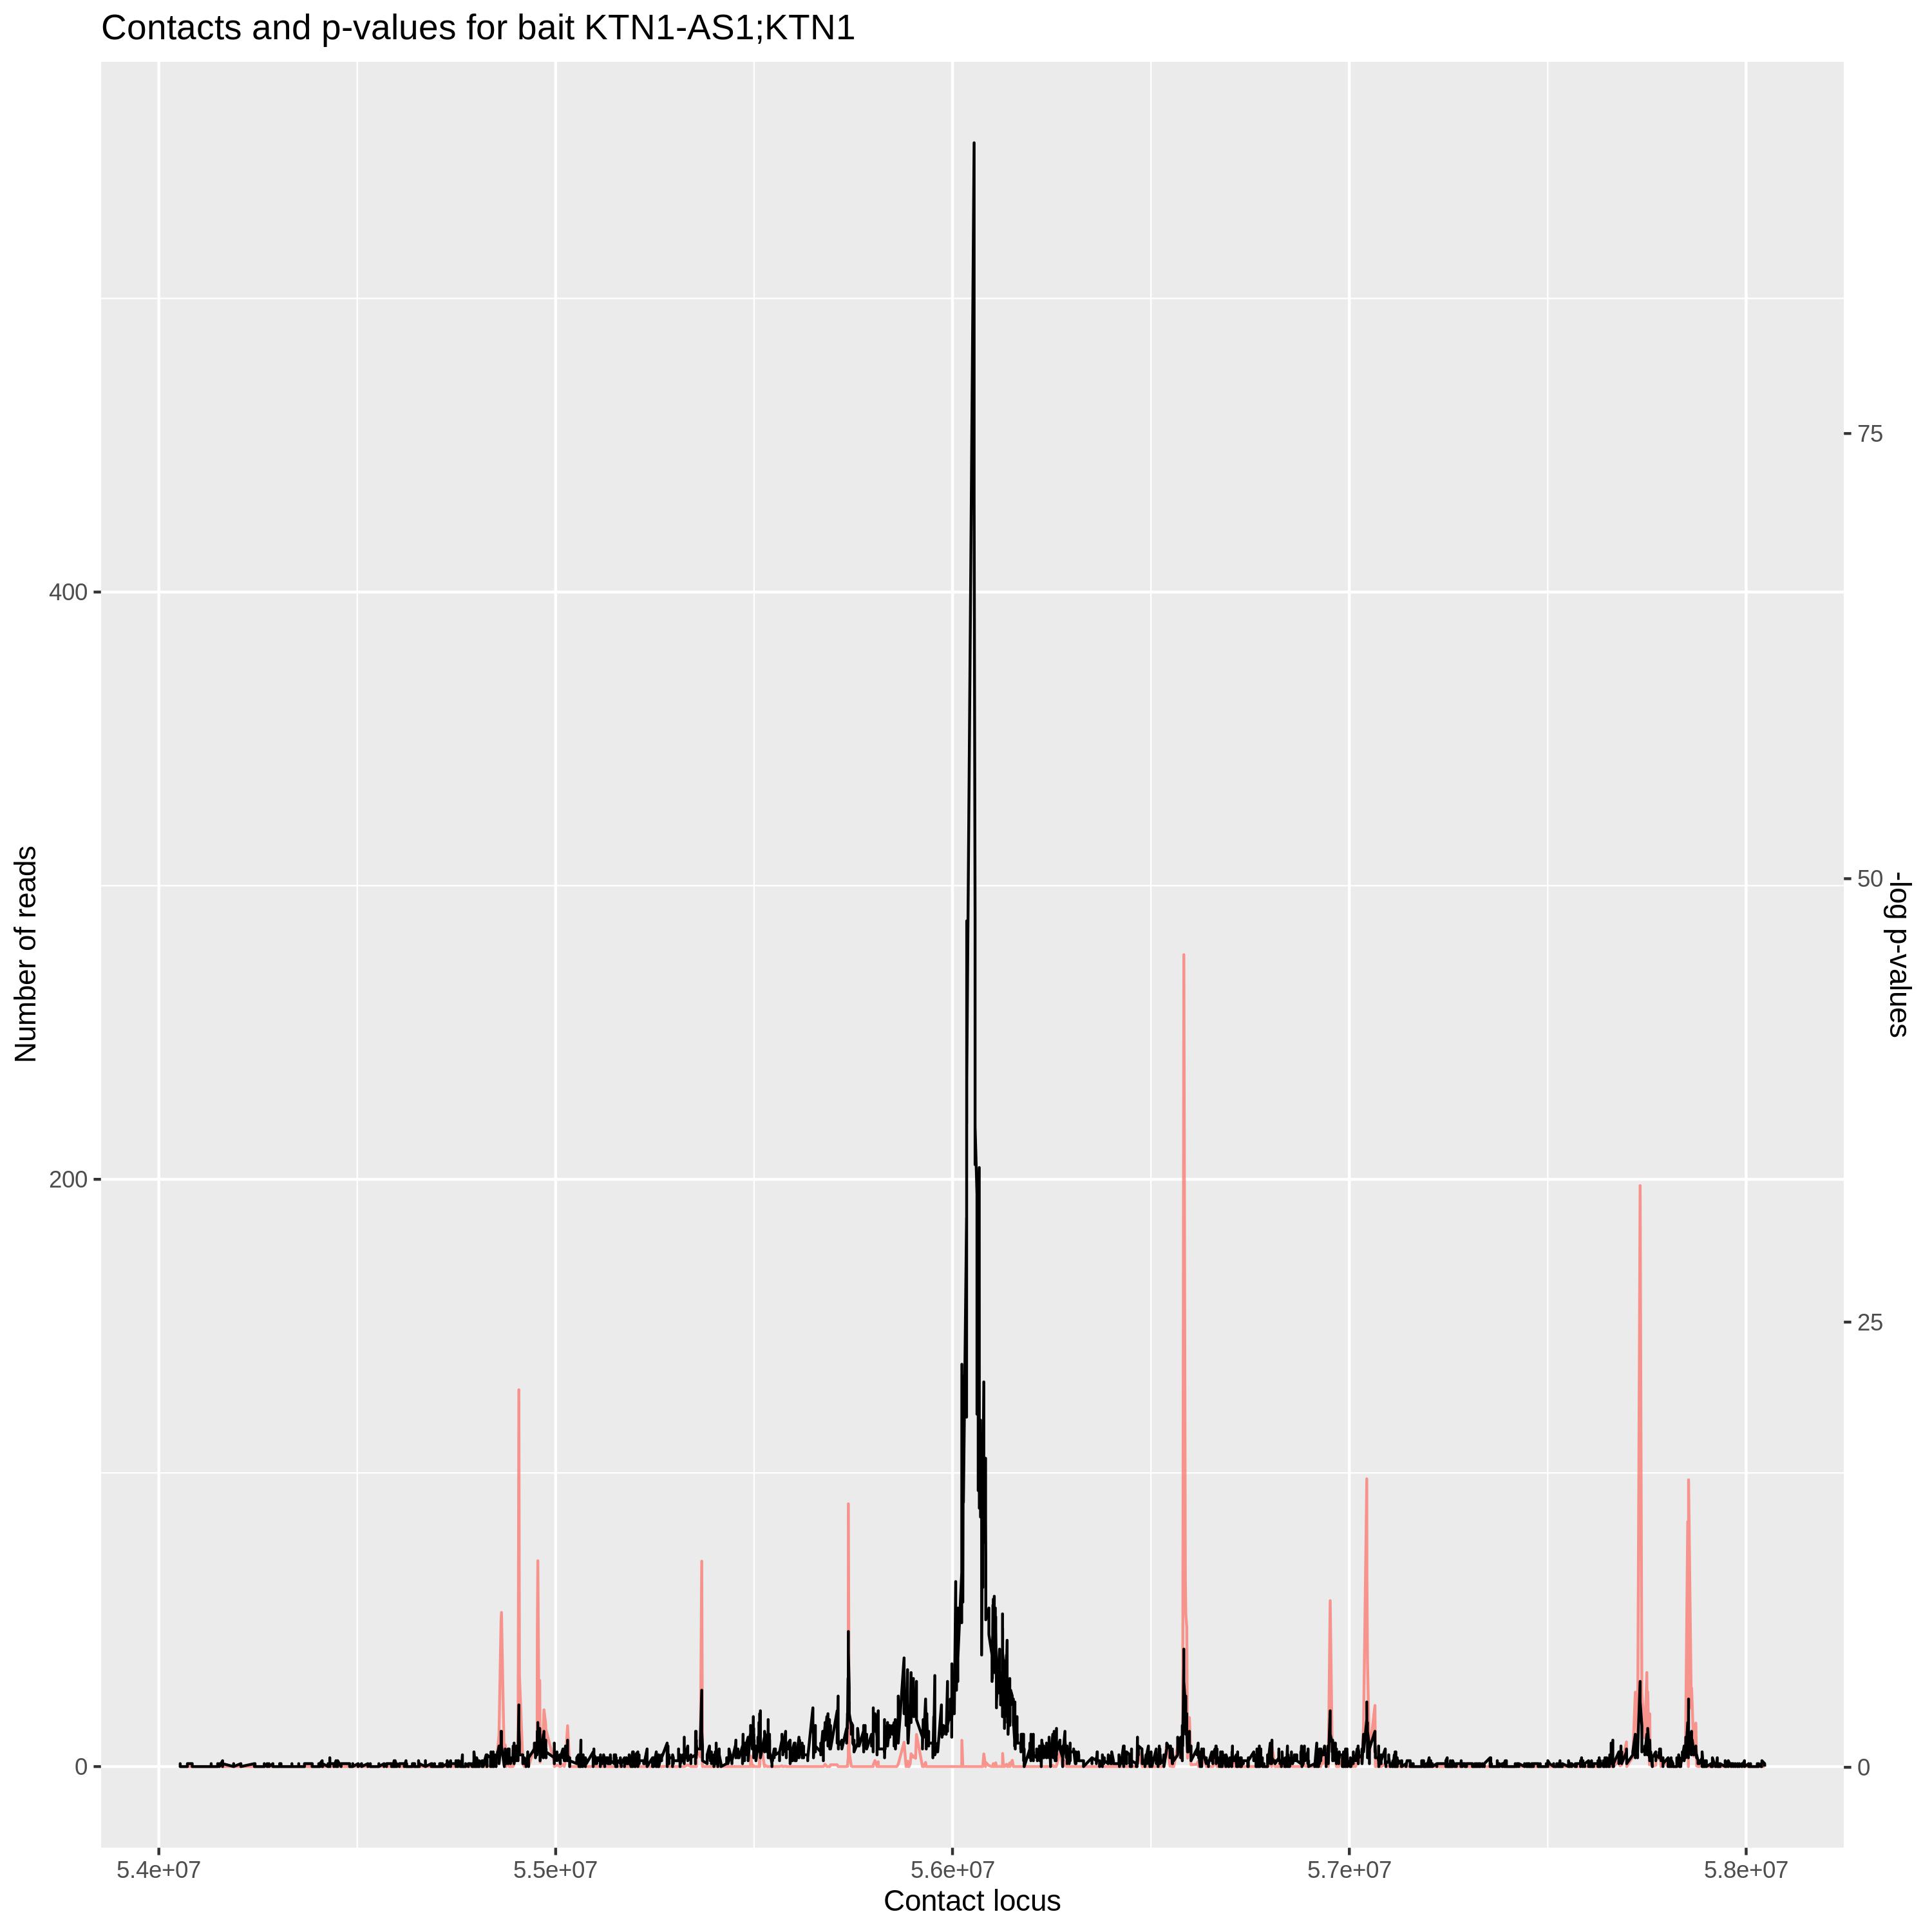 Contacts and p-values for bait KTN1-AS1;KTN1
Number of reads
400
200
0
75
50
25
0
-log p-values
5.4e+07
5.5e+07
5.6e+07
5.7e+07
5.8e+07
Contact locus